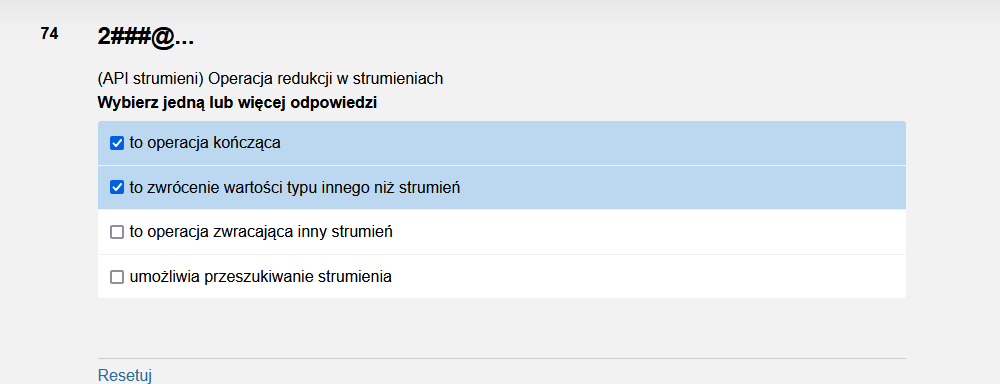 74
2###@...
(API strumieni) Operacja redukcji w strumieniach
Wybierz jedną lub więcej odpowiedzi
to operacja kończąca
to zwrócenie wartości typu innego niż strumień
to operacja zwracająca inny strumień
umożliwia przeszukiwanie strumienia
Resetuj